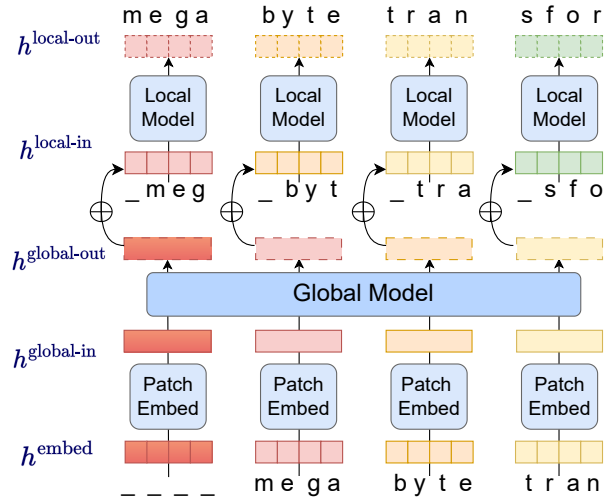 m e g a b y t e t r a n s f o r
h^local-out
Local Model Local Model Local Model Local Model
h^local-in
_ m e g _ b y t _ t r a _ s f o
h^global-out
Global Model
h^global-in
Patch Embed Patch Embed Patch Embed Patch Embed
h^embed
_ _ _ _ m e g a b y t e t r a n